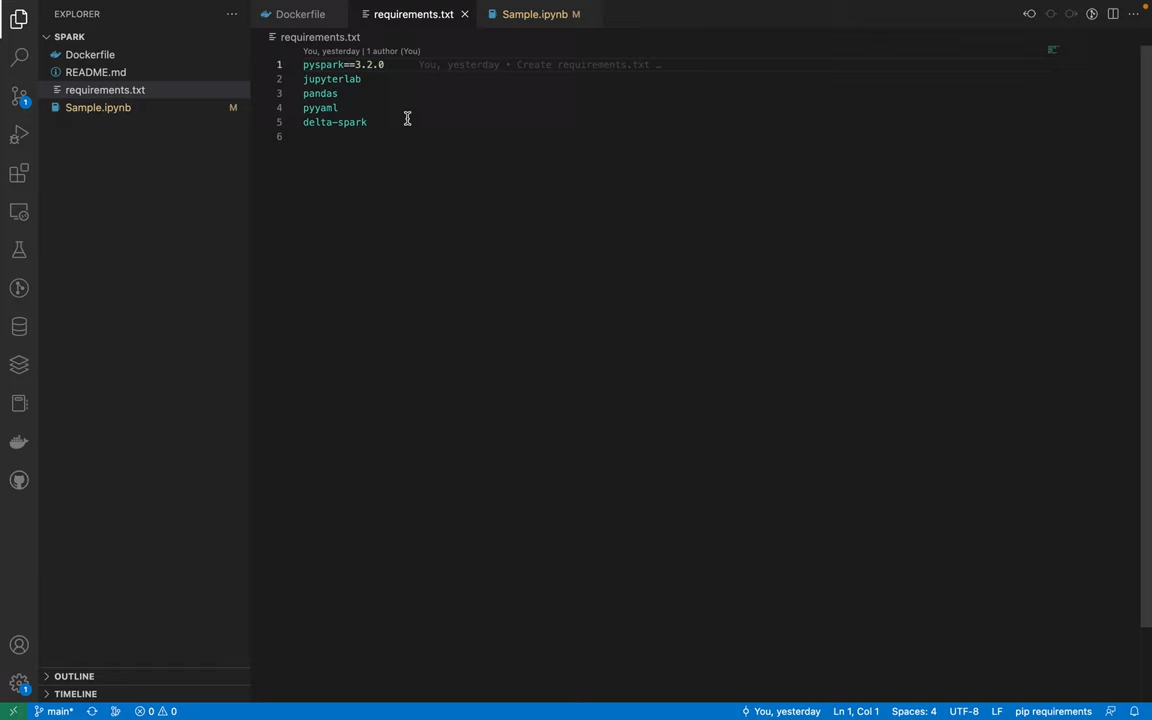 EXPLORER
Dockerfile
requirements.txt
Sample.ipynb M
SPARK
Dockerfile
README.md
requirements.txt
Sample.ipynb M
requirements.txt
You, yesterday | 1 author (You)
1 pyspark==3.2.0 You, yesterday • Create requirements.txt …
2 jupyterlab
3 pandas
4 pyyaml
5 delta-spark
6
1
1
OUTLINE
TIMELINE
main* 0 0 You, yesterday Ln 1, Col 1 Spaces: 4 UTF-8 LF pip requirements